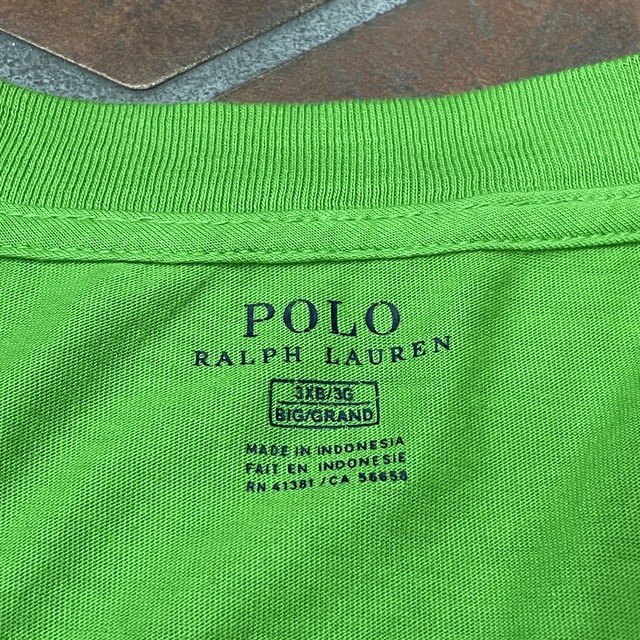 POLO
RALPH LAUREN
3XB/3G
BIG/GRAND
MADE IN INDONESIA
FAIT EN INDONESIE
RN 41381 / CA 56658